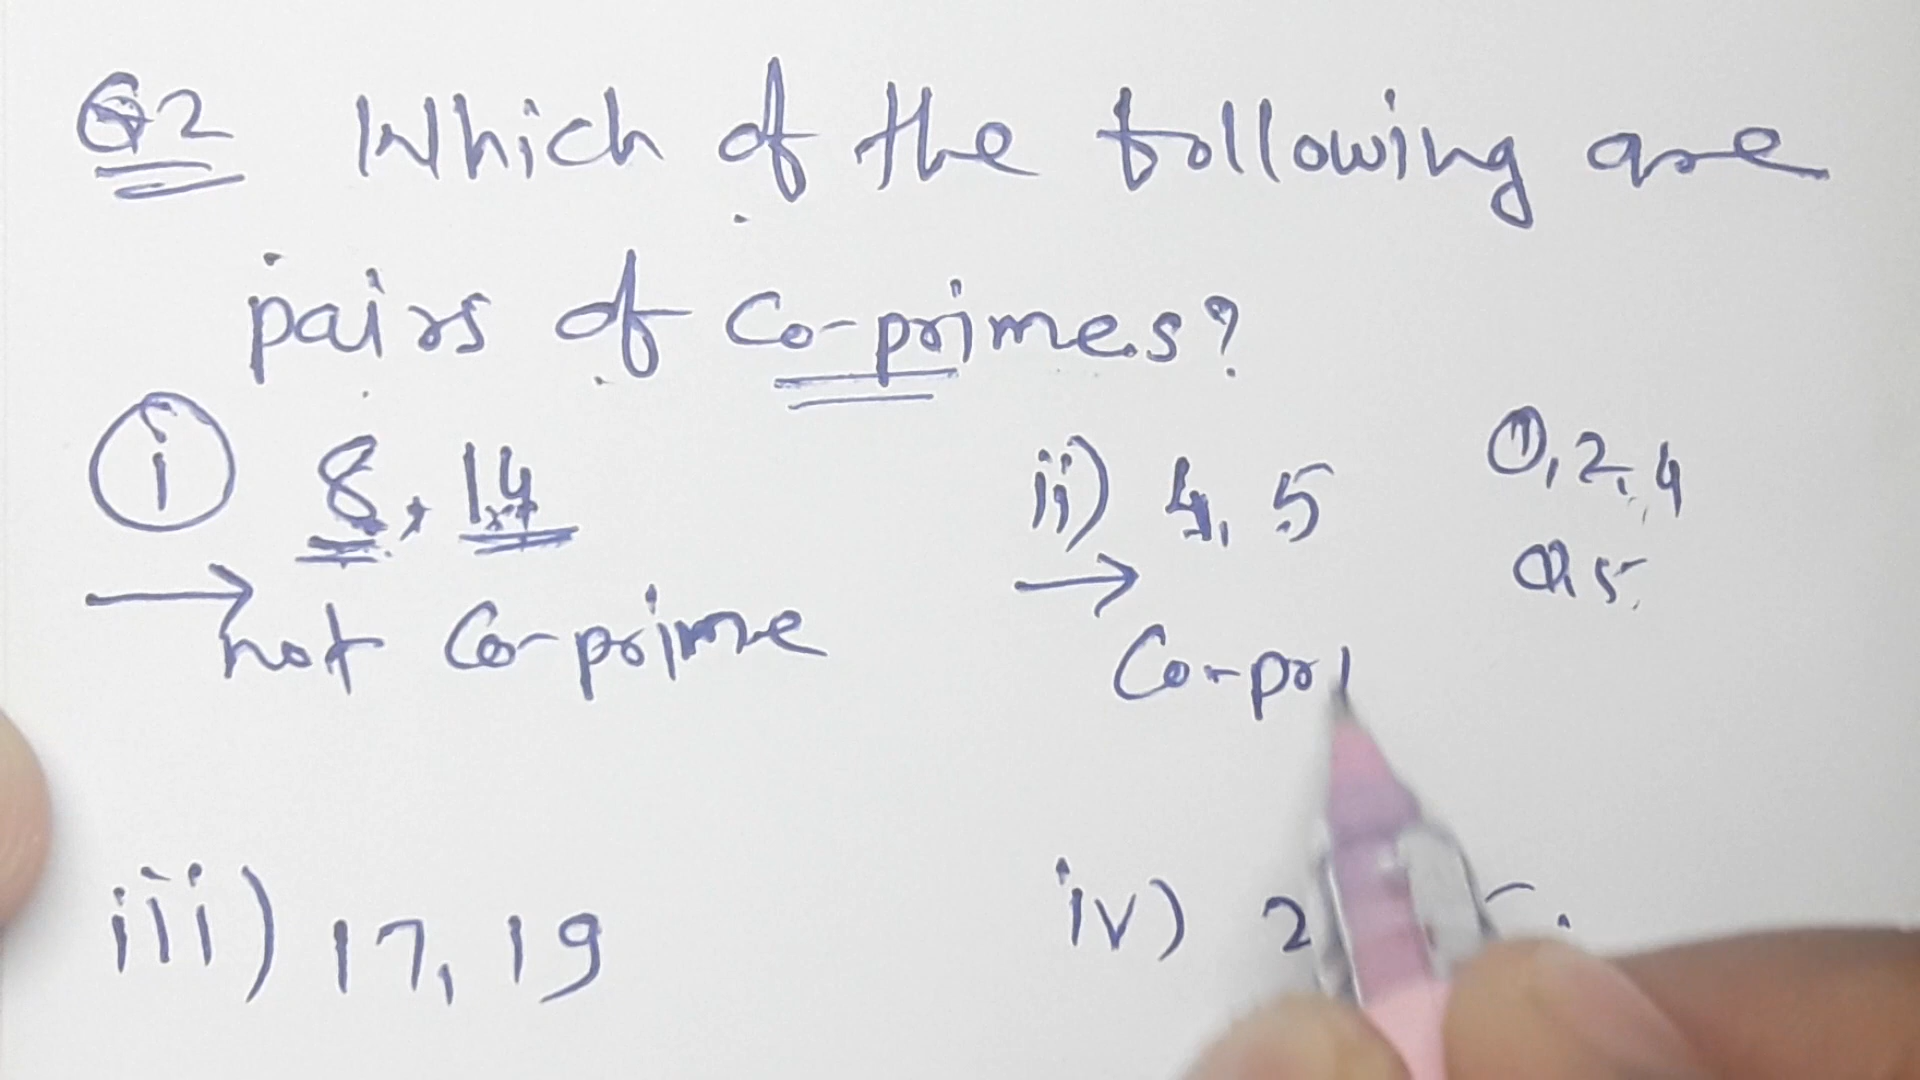 Q2 Which of the following are
pairs of Co-primes?
i 8, 14
ii) 4, 5
1, 2, 4
1, 5
not Co-prime
Co-pri
iii) 17, 19
iv) 2